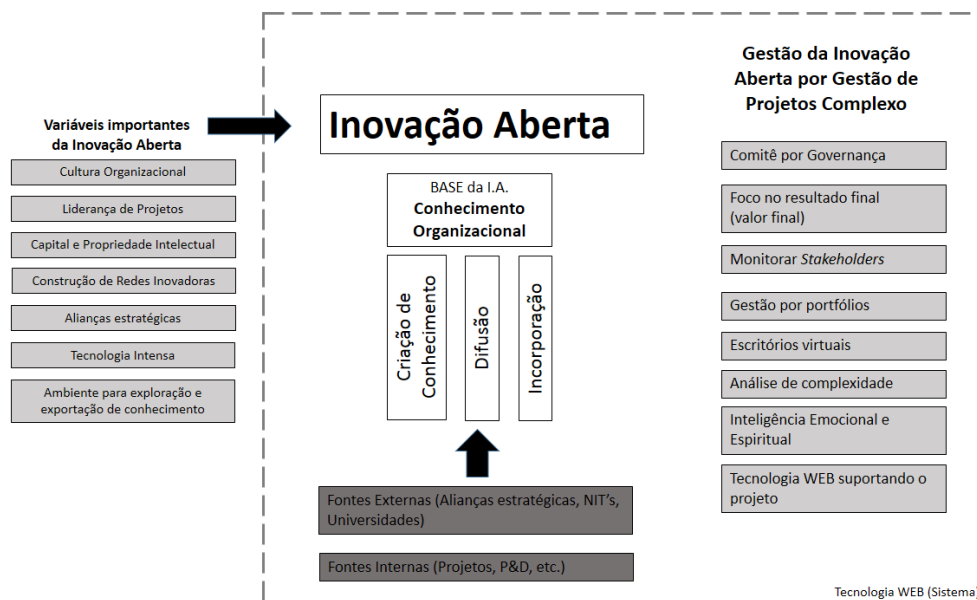 Variáveis importantes
da Inovação Aberta
Cultura Organizacional
Liderança de Projetos
Capital e Propriedade Intelectual
Construção de Redes Inovadoras
Alianças estratégicas
Tecnologia Intensa
Ambiente para exploração e
exportação de conhecimento
Inovação Aberta
BASE da I.A.
Conhecimento
Organizacional
Criação de
Conhecimento
Difusão
Incorporação
Fontes Externas (Alianças estratégicas, NIT’s,
Universidades)
Fontes Internas (Projetos, P&D, etc.)
Gestão da Inovação
Aberta por Gestão de
Projetos Complexo
Comitê por Governança
Foco no resultado final
(valor final)
Monitorar Stakeholders
Gestão por portfólios
Escritórios virtuais
Análise de complexidade
Inteligência Emocional e
Espiritual
Tecnologia WEB suportando o
projeto
Tecnologia WEB (Sistema